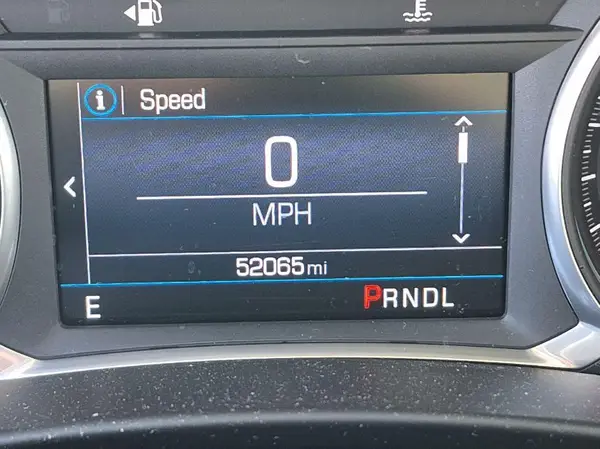 Speed
0
MPH
52065 mi
E PRNDL